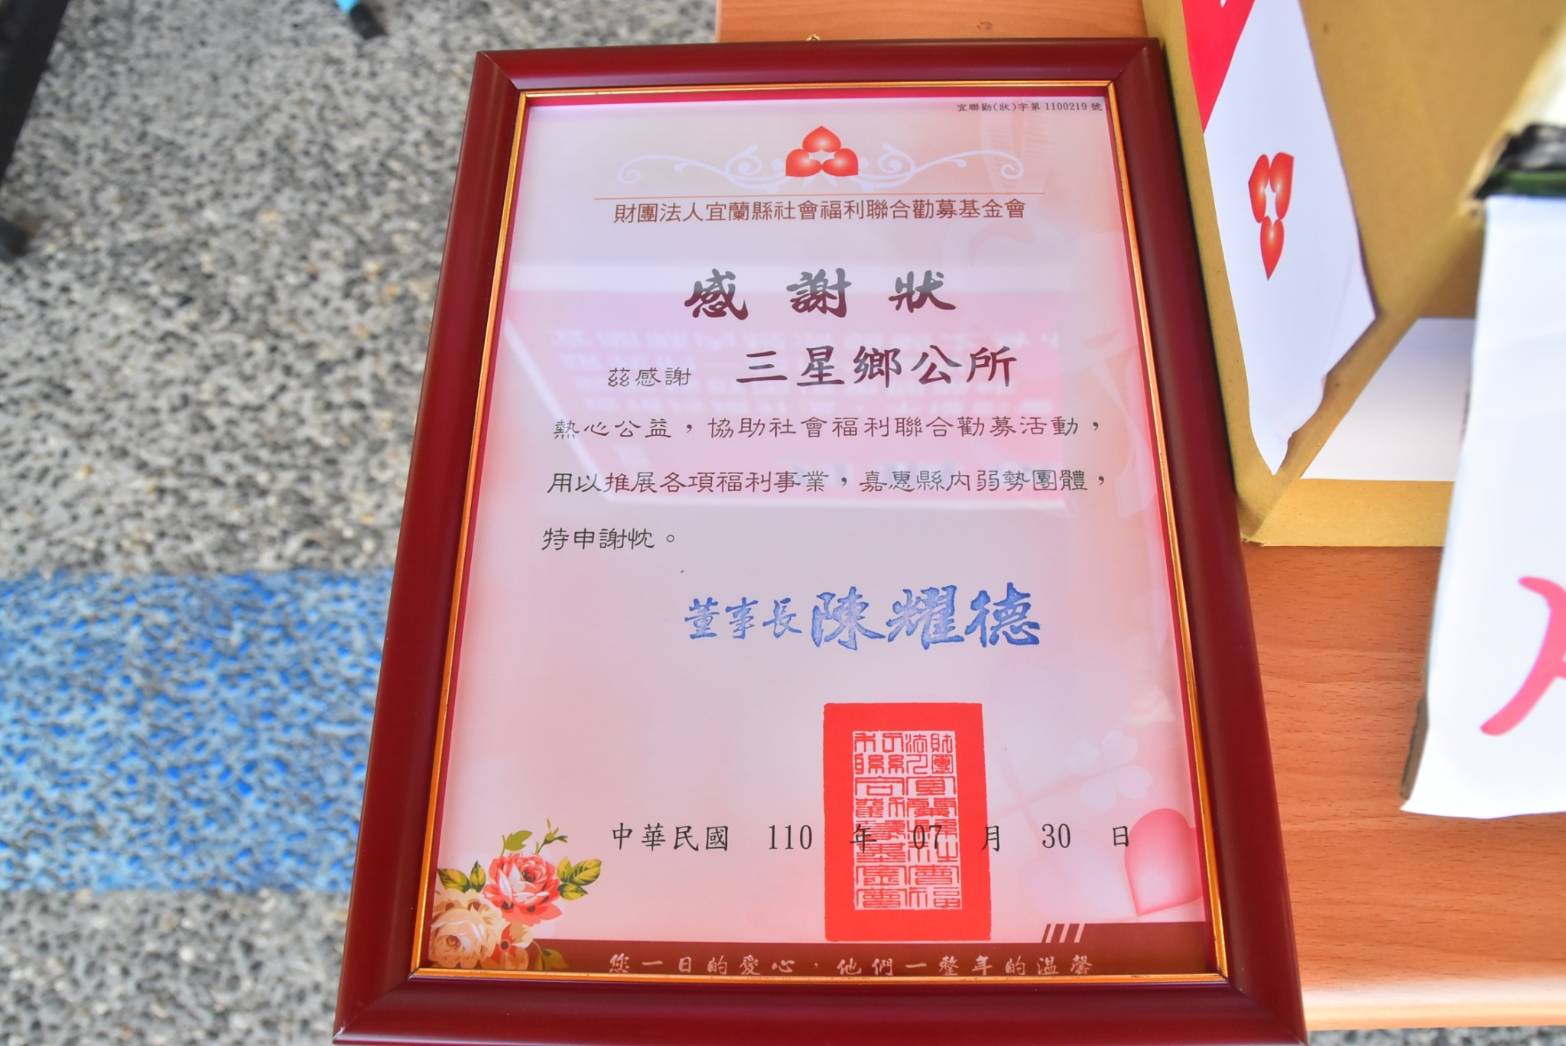 宜聯勸(狀)字第1100219號
財團法人宜蘭縣社會福利聯合勸募基金會
感謝狀
茲感謝 三星鄉公所
熱心公益，協助社會福利聯合勸募活動，
用以推展各項福利事業，嘉惠縣內弱勢團體，
特申謝忱。
董事長 陳耀德
中華民國 110 年 07 月 30 日
您一日的愛心，他們一整年的溫馨